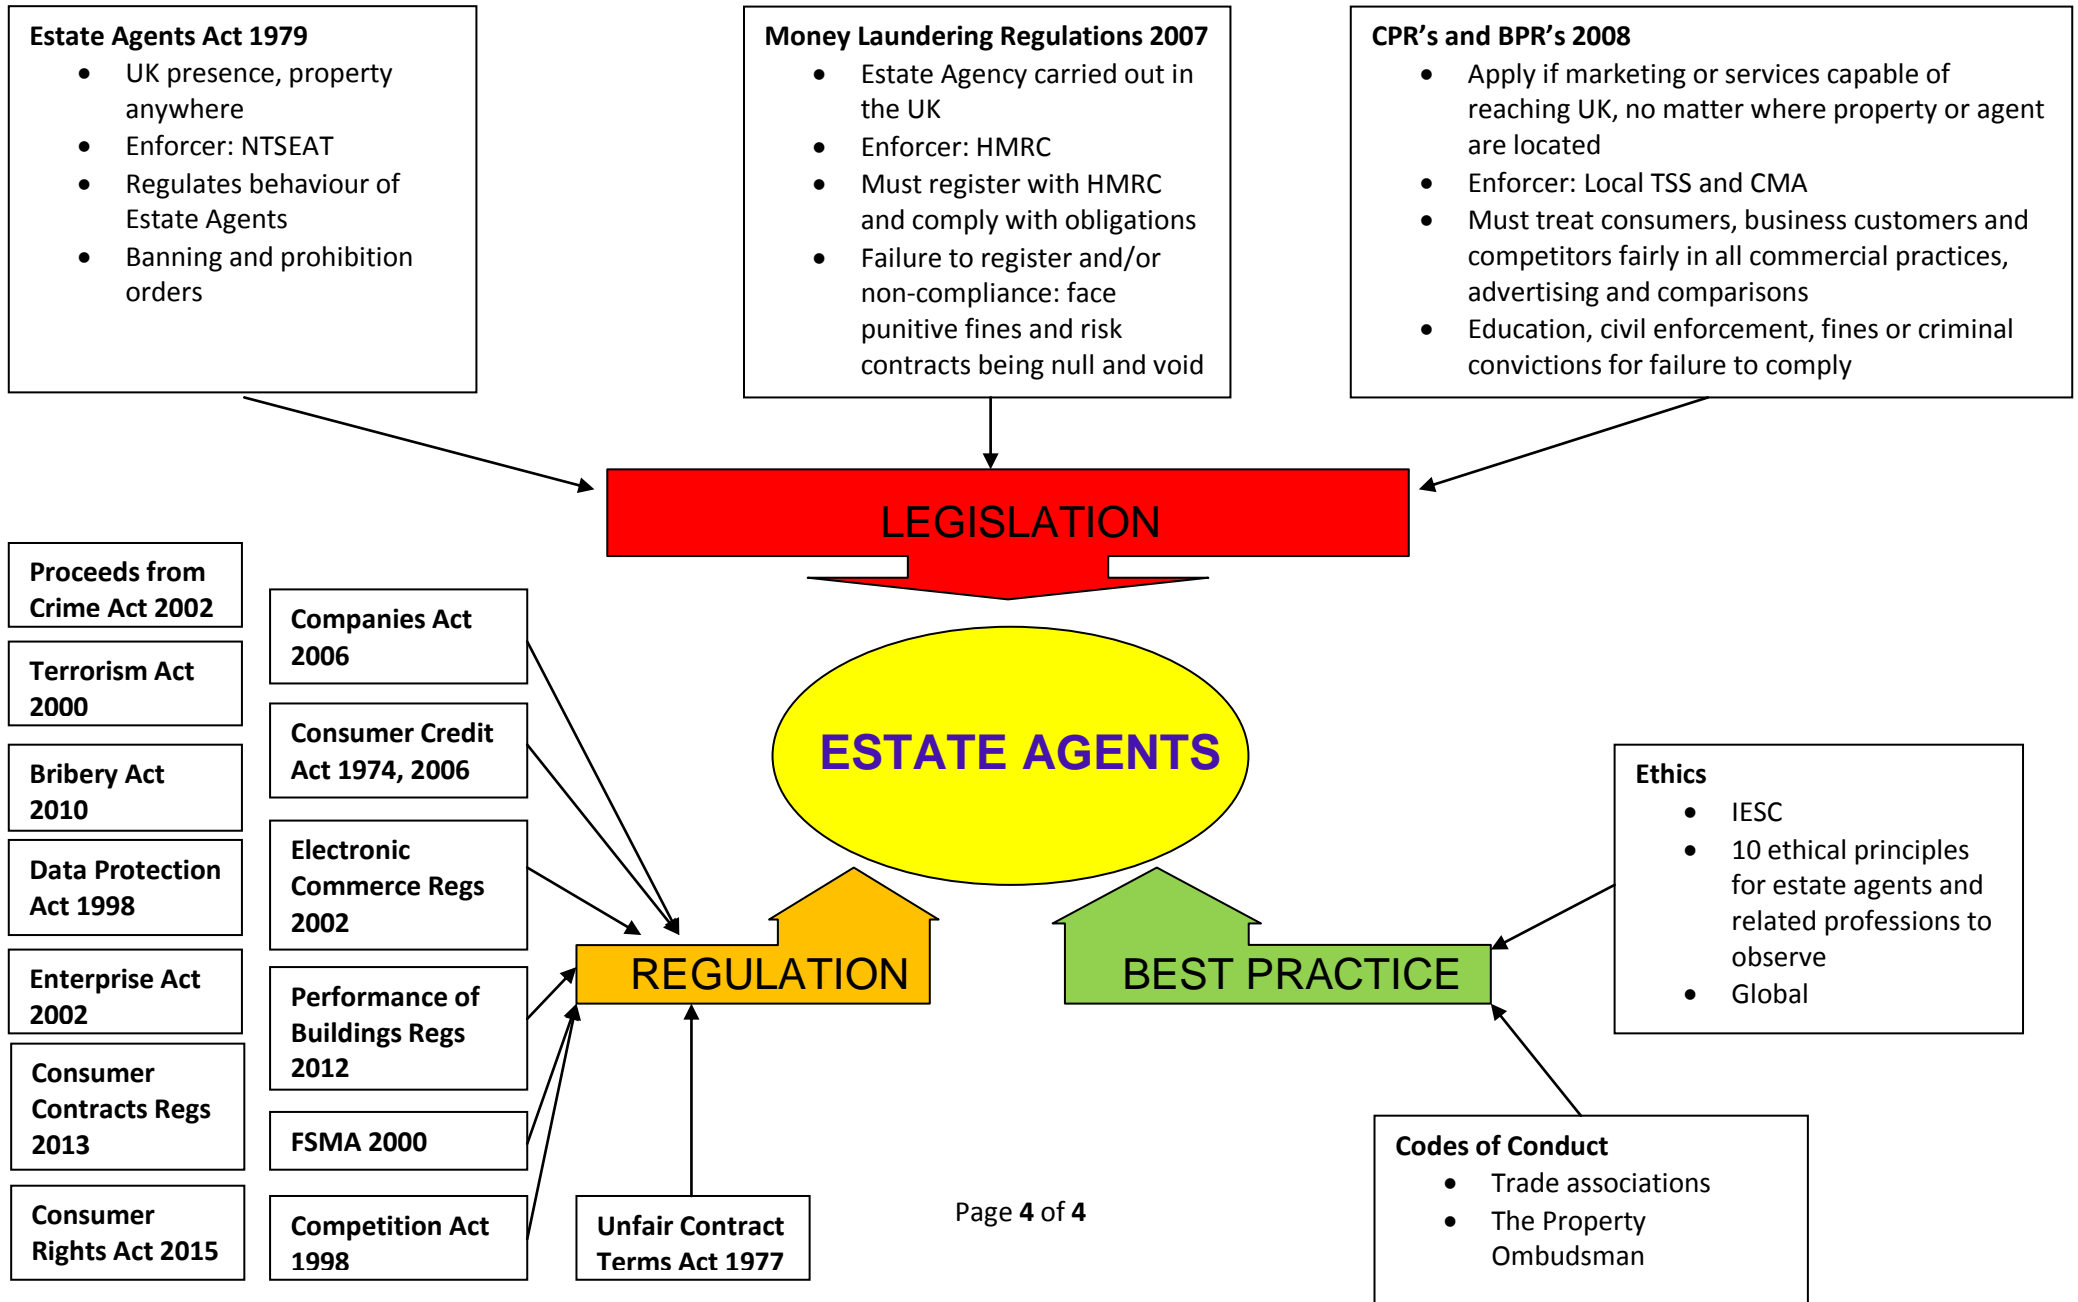 Estate Agents Act 1979
• UK presence, property
anywhere
• Enforcer: NTSEAT
• Regulates behaviour of
Estate Agents
• Banning and prohibition
orders
Money Laundering Regulations 2007
• Estate Agency carried out in
the UK
• Enforcer: HMRC
• Must register with HMRC
and comply with obligations
• Failure to register and/or
non-compliance: face
punitive fines and risk
contracts being null and void
CPR’s and BPR’s 2008
• Apply if marketing or services capable of
reaching UK, no matter where property or agent
are located
• Enforcer: Local TSS and CMA
• Must treat consumers, business customers and
competitors fairly in all commercial practices,
advertising and comparisons
• Education, civil enforcement, fines or criminal
convictions for failure to comply
LEGISLATION
Proceeds from
Crime Act 2002
Terrorism Act
2000
Bribery Act
2010
Data Protection
Act 1998
Enterprise Act
2002
Consumer
Contracts Regs
2013
Consumer
Rights Act 2015
Companies Act
2006
Consumer Credit
Act 1974, 2006
Electronic
Commerce Regs
2002
Performance of
Buildings Regs
2012
FSMA 2000
Competition Act
1998
Unfair Contract
Terms Act 1977
ESTATE AGENTS
REGULATION
BEST PRACTICE
Ethics
• IESC
• 10 ethical principles
for estate agents and
related professions to
observe
• Global
Codes of Conduct
• Trade associations
• The Property
Ombudsman
Page 4 of 4